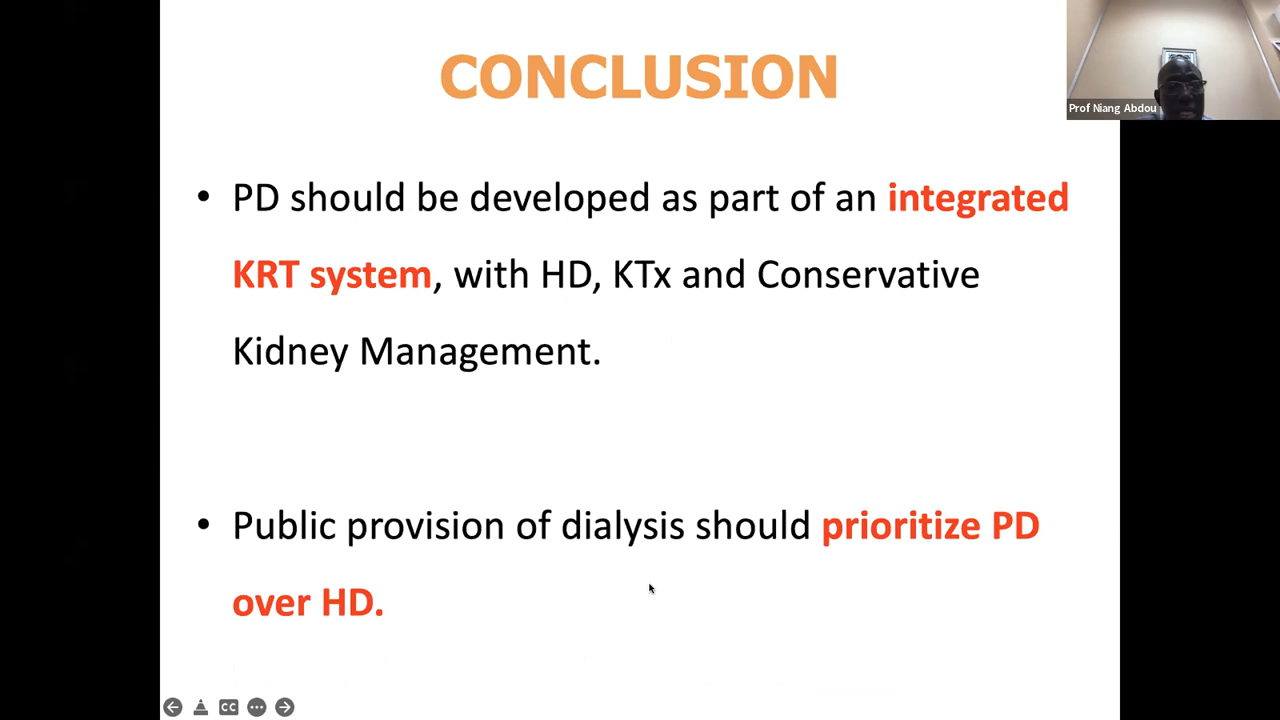 CONCLUSION
Prof Niang Abdou
• PD should be developed as part of an integrated
KRT system, with HD, KTx and Conservative
Kidney Management.
• Public provision of dialysis should prioritize PD
over HD.
CC